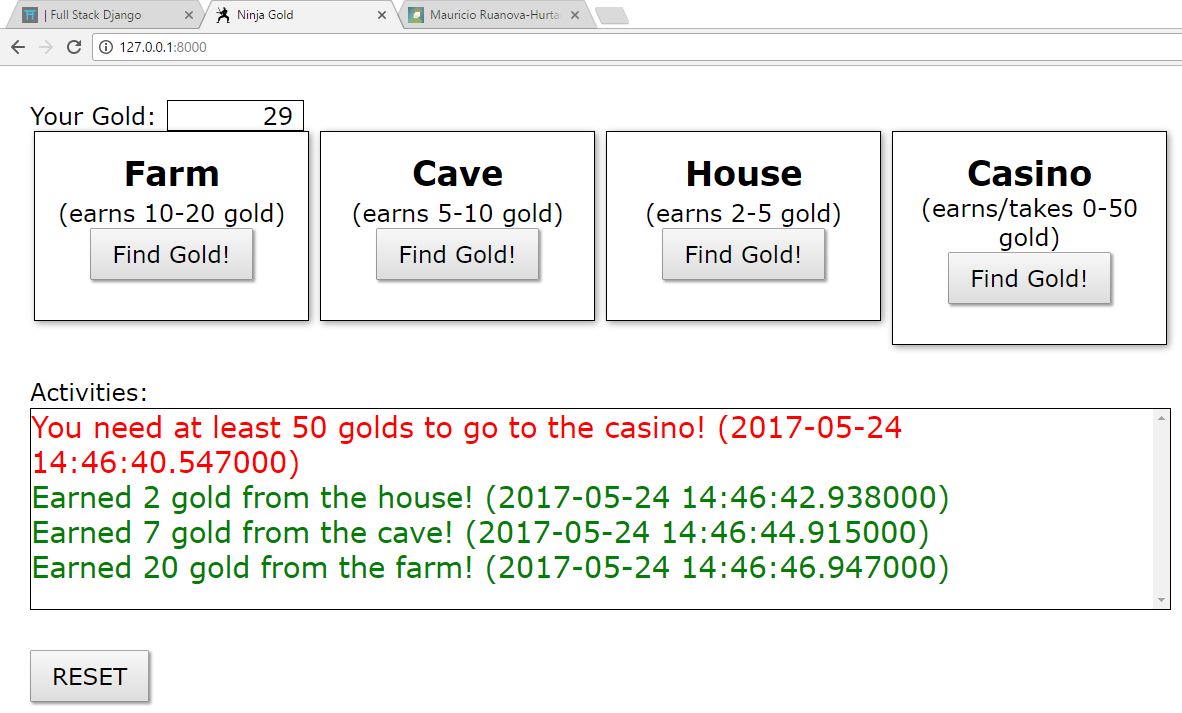 | Full Stack Django
Ninja Gold
Mauricio Ruanova-Hurta
127.0.0.1:8000
Your Gold: 29
Farm
(earns 10-20 gold)
Find Gold!
Cave
(earns 5-10 gold)
Find Gold!
House
(earns 2-5 gold)
Find Gold!
Casino
(earns/takes 0-50
gold)
Find Gold!
Activities:
You need at least 50 golds to go to the casino! (2017-05-24
14:46:40.547000)
Earned 2 gold from the house! (2017-05-24 14:46:42.938000)
Earned 7 gold from the cave! (2017-05-24 14:46:44.915000)
Earned 20 gold from the farm! (2017-05-24 14:46:46.947000)
RESET